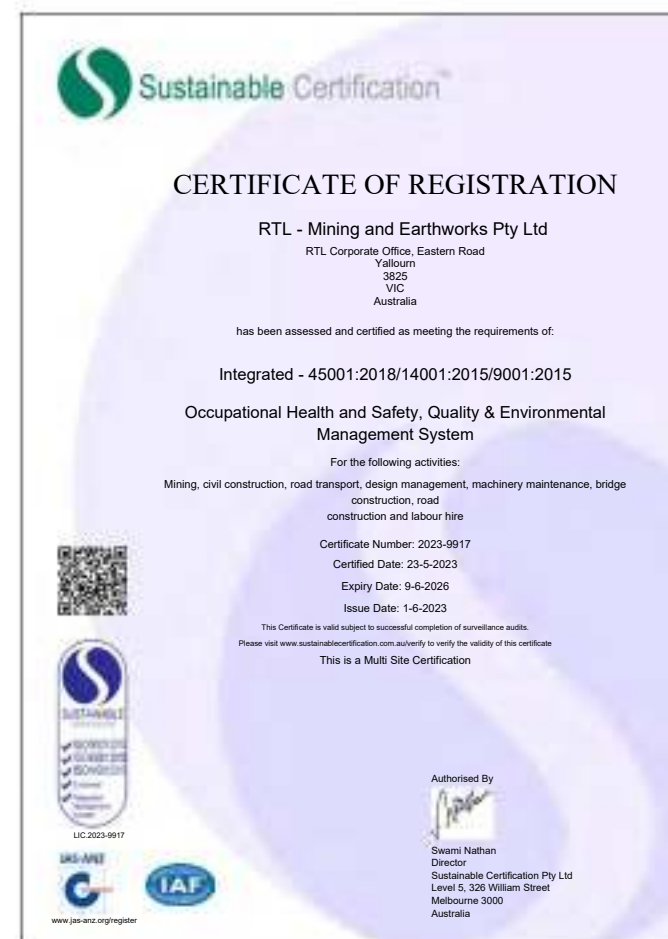 Sustainable Certification™
CERTIFICATE OF REGISTRATION
RTL - Mining and Earthworks Pty Ltd
RTL Corporate Office, Eastern Road
Yallourn
3825
VIC
Australia
has been assessed and certified as meeting the requirements of:
Integrated - 45001:2018/14001:2015/9001:2015
Occupational Health and Safety, Quality & Environmental
Management System
For the following activities:
Mining, civil construction, road transport, design management, machinery maintenance, bridge
construction, road
construction and labour hire
Certificate Number: 2023-9917
Certified Date: 23-5-2023
Expiry Date: 9-6-2026
Issue Date: 1-6-2023
This Certificate is valid subject to successful completion of surveillance audits.
Please visit www.sustainablecertification.com.au/verify to verify the validity of this certificate
This is a Multi Site Certification
SUSTAINABLE
LIC.2023-9917
JAS-ANZ
IAF
www.jas-anz.org/register
Authorised By
Swami Nathan
Director
Sustainable Certification Pty Ltd
Level 5, 326 William Street
Melbourne 3000
Australia